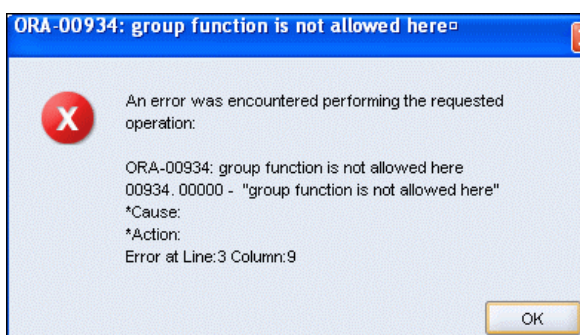 ORA-00934: group function is not allowed here¤
An error was encountered performing the requested
operation:
ORA-00934: group function is not allowed here
00934. 00000 -  "group function is not allowed here"
*Cause:
*Action:
Error at Line:3 Column:9
OK